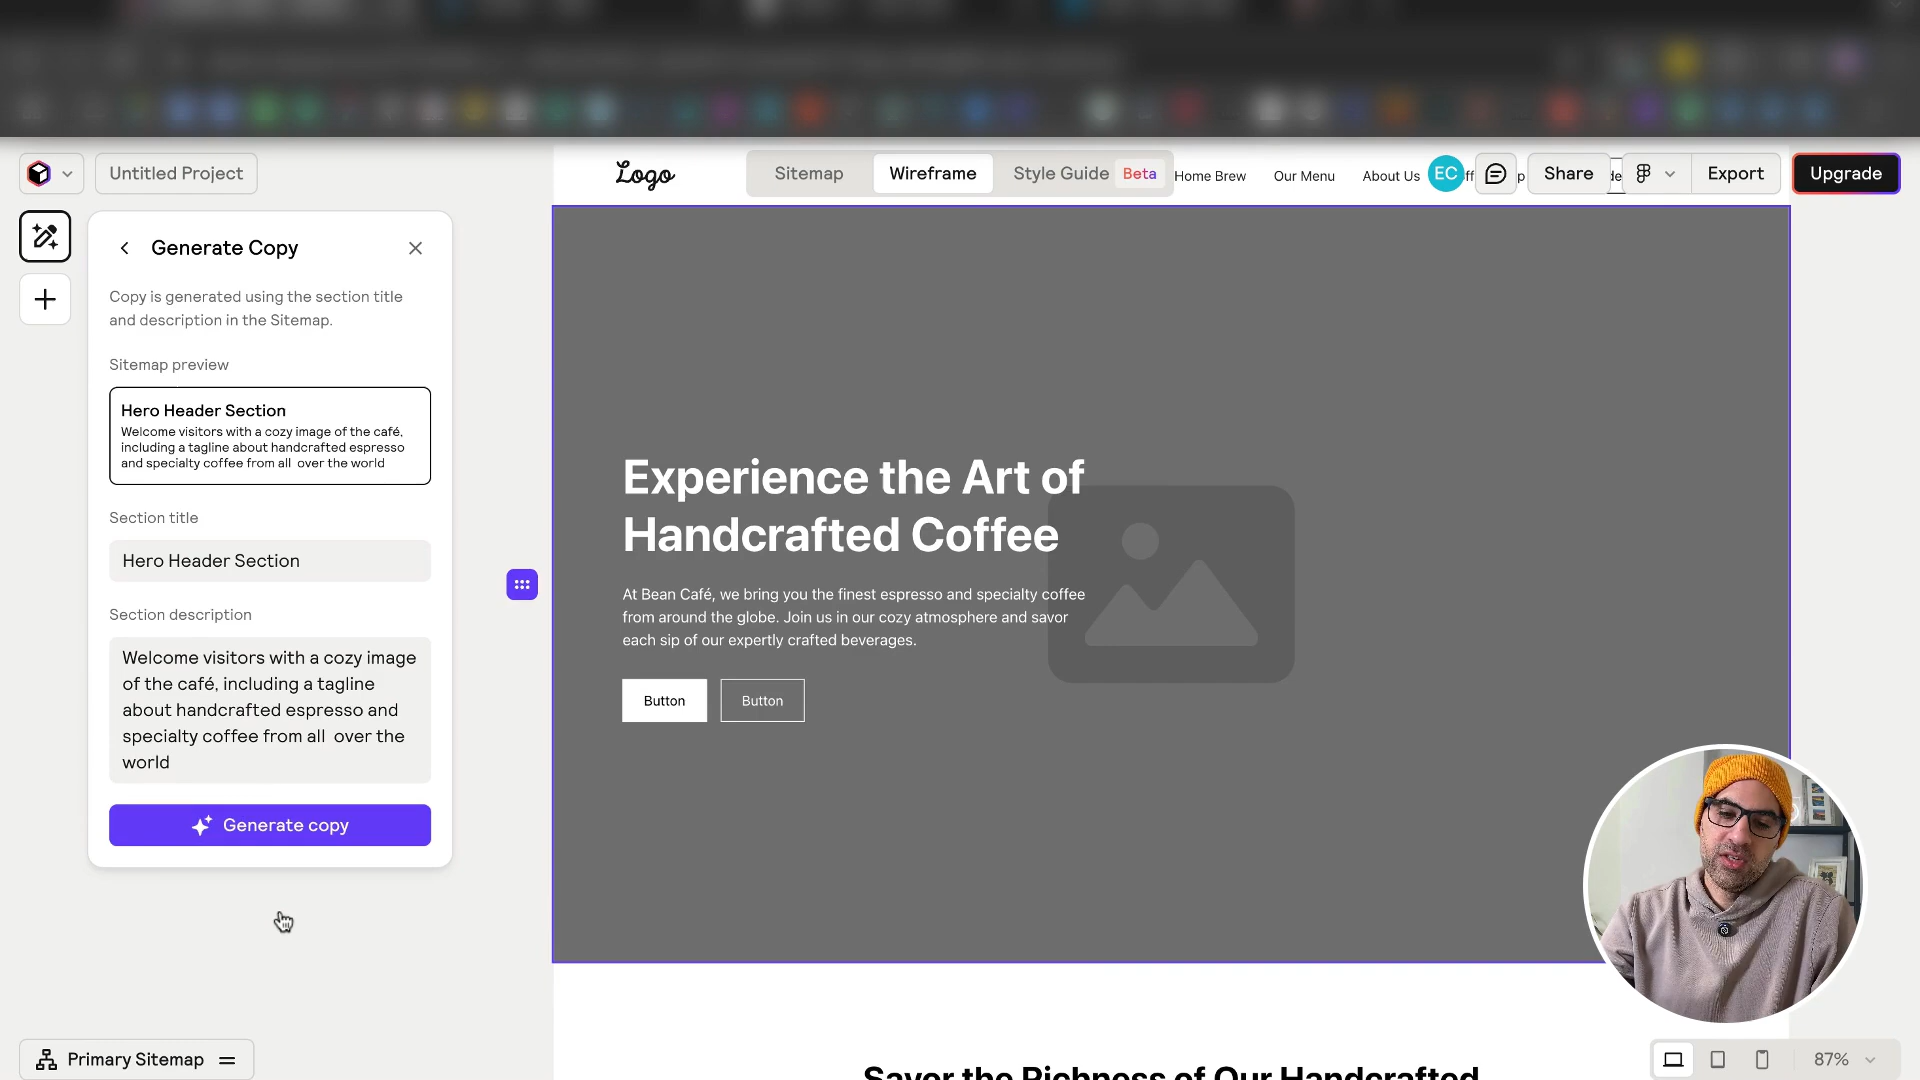 Untitled Project
Logo
Sitemap
Wireframe
Style Guide
Beta
Home Brew
Our Menu
About Us
EC
Share
Export
Upgrade
Generate Copy
Copy is generated using the section title
and description in the Sitemap.
Sitemap preview
Hero Header Section
Welcome visitors with a cozy image of the café,
including a tagline about handcrafted espresso
and specialty coffee from all  over the world
Section title
Hero Header Section
Section description
Welcome visitors with a cozy image
of the café, including a tagline
about handcrafted espresso and
specialty coffee from all  over the
world
Generate copy
Experience the Art of
Handcrafted Coffee
At Bean Café, we bring you the finest espresso and specialty coffee
from around the globe. Join us in our cozy atmosphere and savor
each sip of our expertly crafted beverages.
Button
Button
Savor the Richness of Our Handcrafted
Primary Sitemap
87%